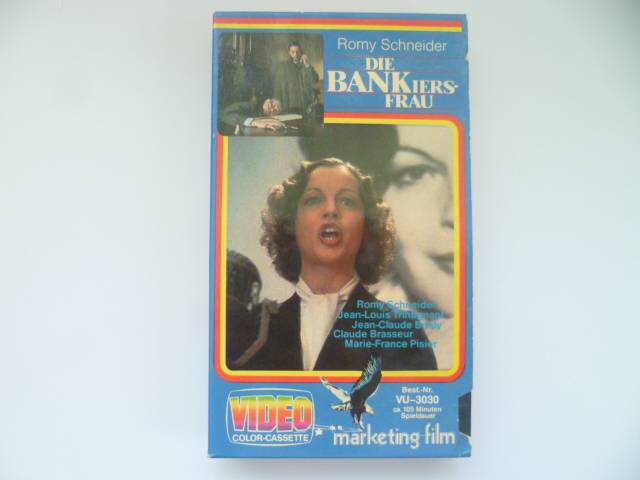 Romy Schneider
DIE
BANKIERS-
FRAU
Romy Schneider
Jean-Louis Trintignant
Jean-Claude Brialy
Claude Brasseur
Marie-France Pisier
VIDEO
COLOR-CASSETTE
Best.-Nr.
VU-3030
ca. 105 Minuten
Spieldauer
marketing-film